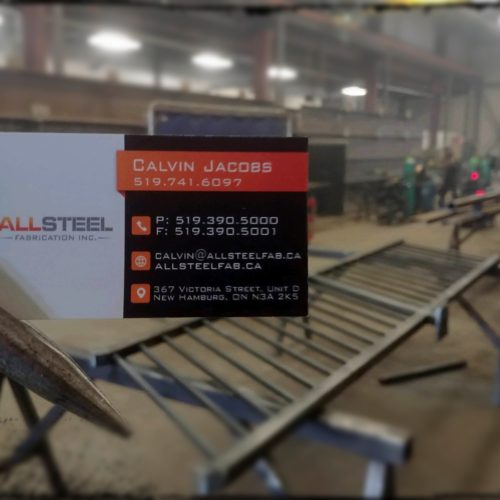 ALLSTEEL
FABRICATION INC.
CALVIN JACOBS
519.741.6097
P: 519.390.5000
F: 519.390.5001
CALVIN@ALLSTEELFAB.CA
ALLSTEELFAB.CA
367 VICTORIA STREET, UNIT D
NEW HAMBURG, ON N3A 2K5